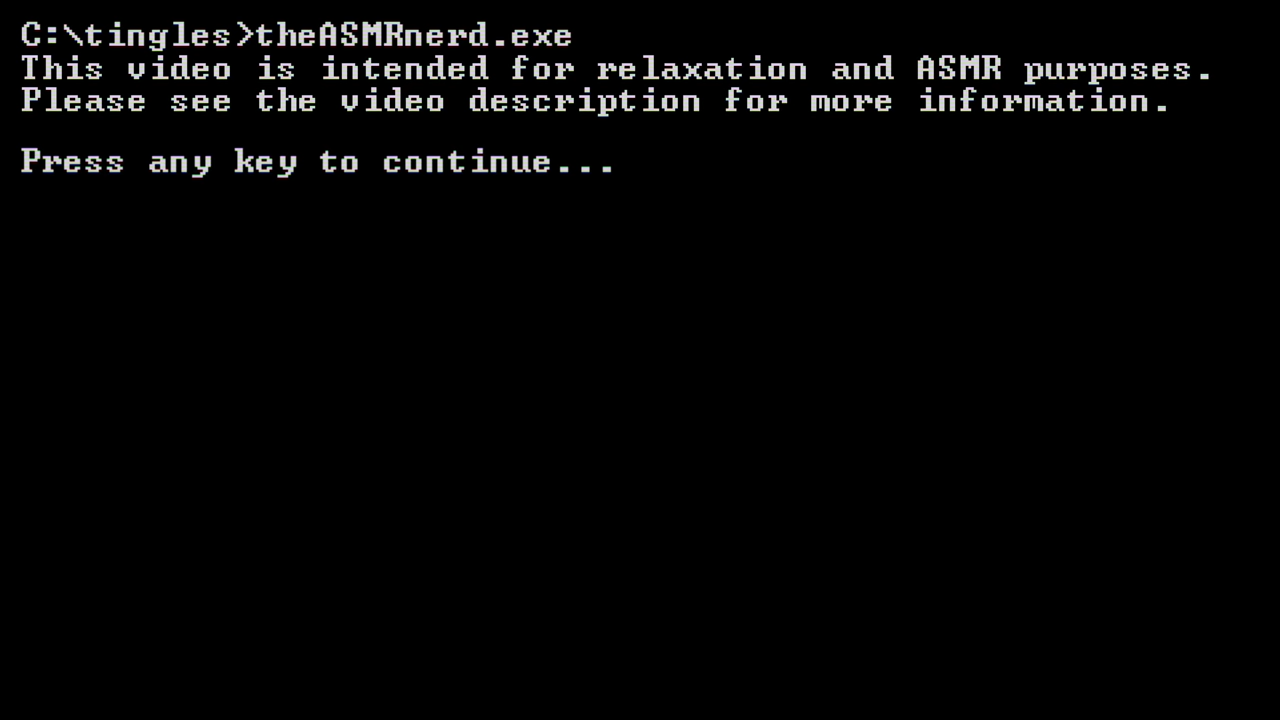 C:\tingles>theASMRnerd.exe
This video is intended for relaxation and ASMR purposes.
Please see the video description for more information.
Press any key to continue...